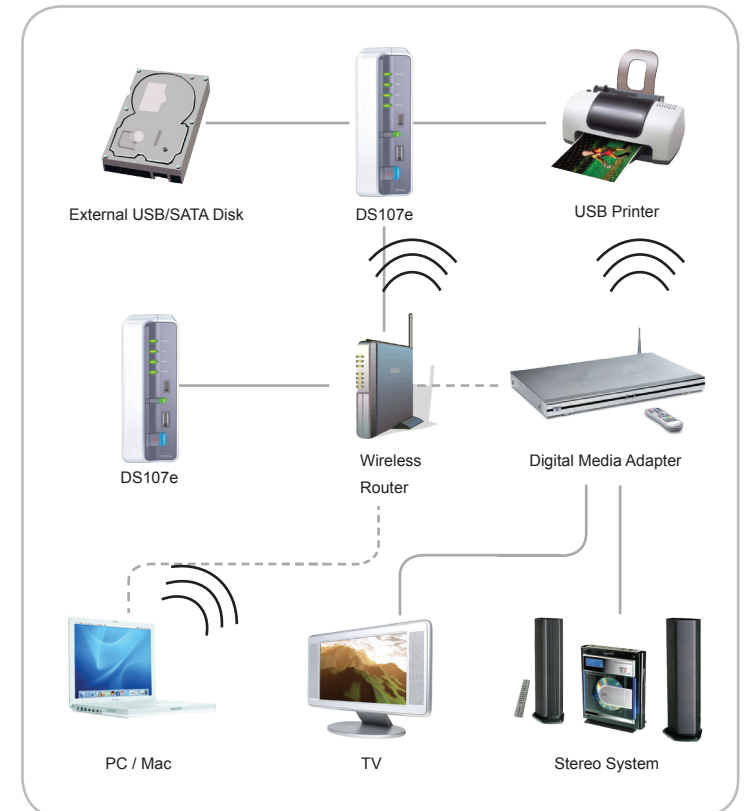 External USB/SATA Disk
DS107e
USB Printer
DS107e
Wireless
Router
Digital Media Adapter
PC / Mac
TV
Stereo System